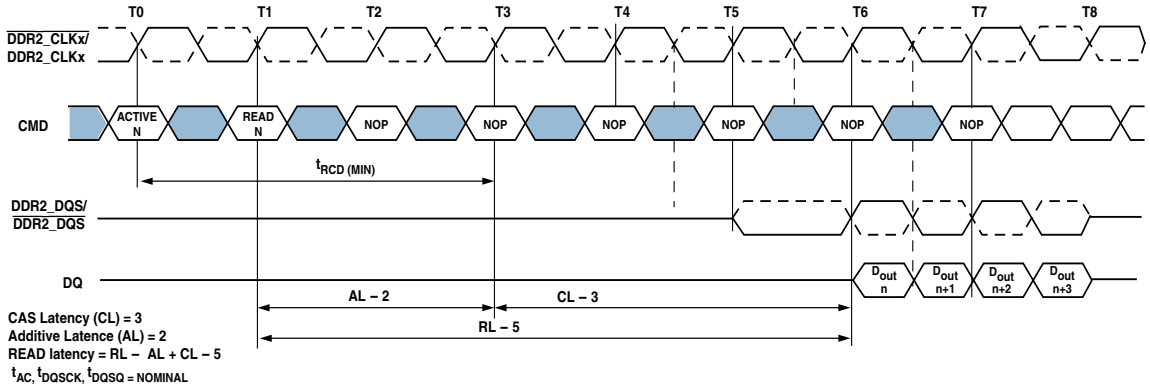 T0 T1 T2 T3 T4 T5 T6 T7 T8
DDR2_CLKx/
DDR2_CLKx
CMD
ACTIVE
N
READ
N
NOP
NOP
NOP
NOP
NOP
NOP
tRCD (MIN)
DDR2_DQS/
DDR2_DQS
DQ
Dout
n
Dout
n+1
Dout
n+2
Dout
n+3
AL – 2
CL – 3
RL – 5
CAS Latency (CL) = 3
Additive Latence (AL) = 2
READ latency = RL – AL + CL – 5
tAC, tDQSCK, tDQSQ = NOMINAL